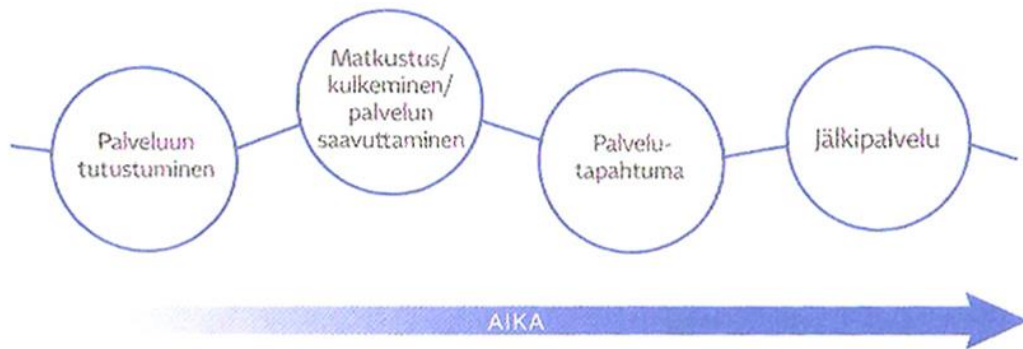 Palveluun
tutustuminen
Matkustus/
kulkeminen/
palvelun
saavuttaminen
Palvelu-
tapahtuma
Jälkipalvelu
AIKA